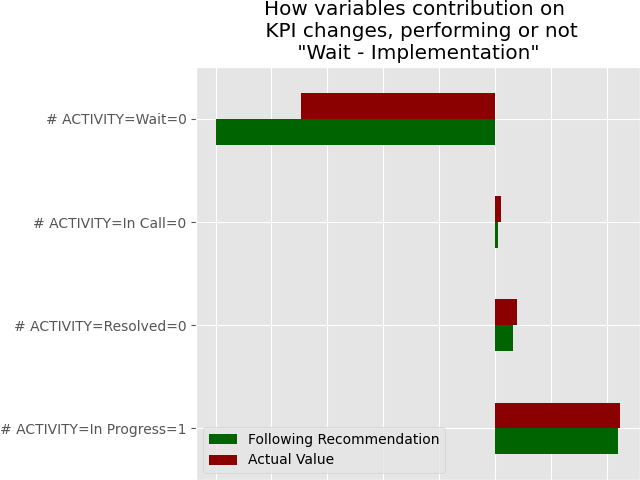 How variables contribution on
KPI changes, performing or not
"Wait - Implementation"
# ACTIVITY=Wait=0
# ACTIVITY=In Call=0
# ACTIVITY=Resolved=0
# ACTIVITY=In Progress=1
Following Recommendation
Actual Value